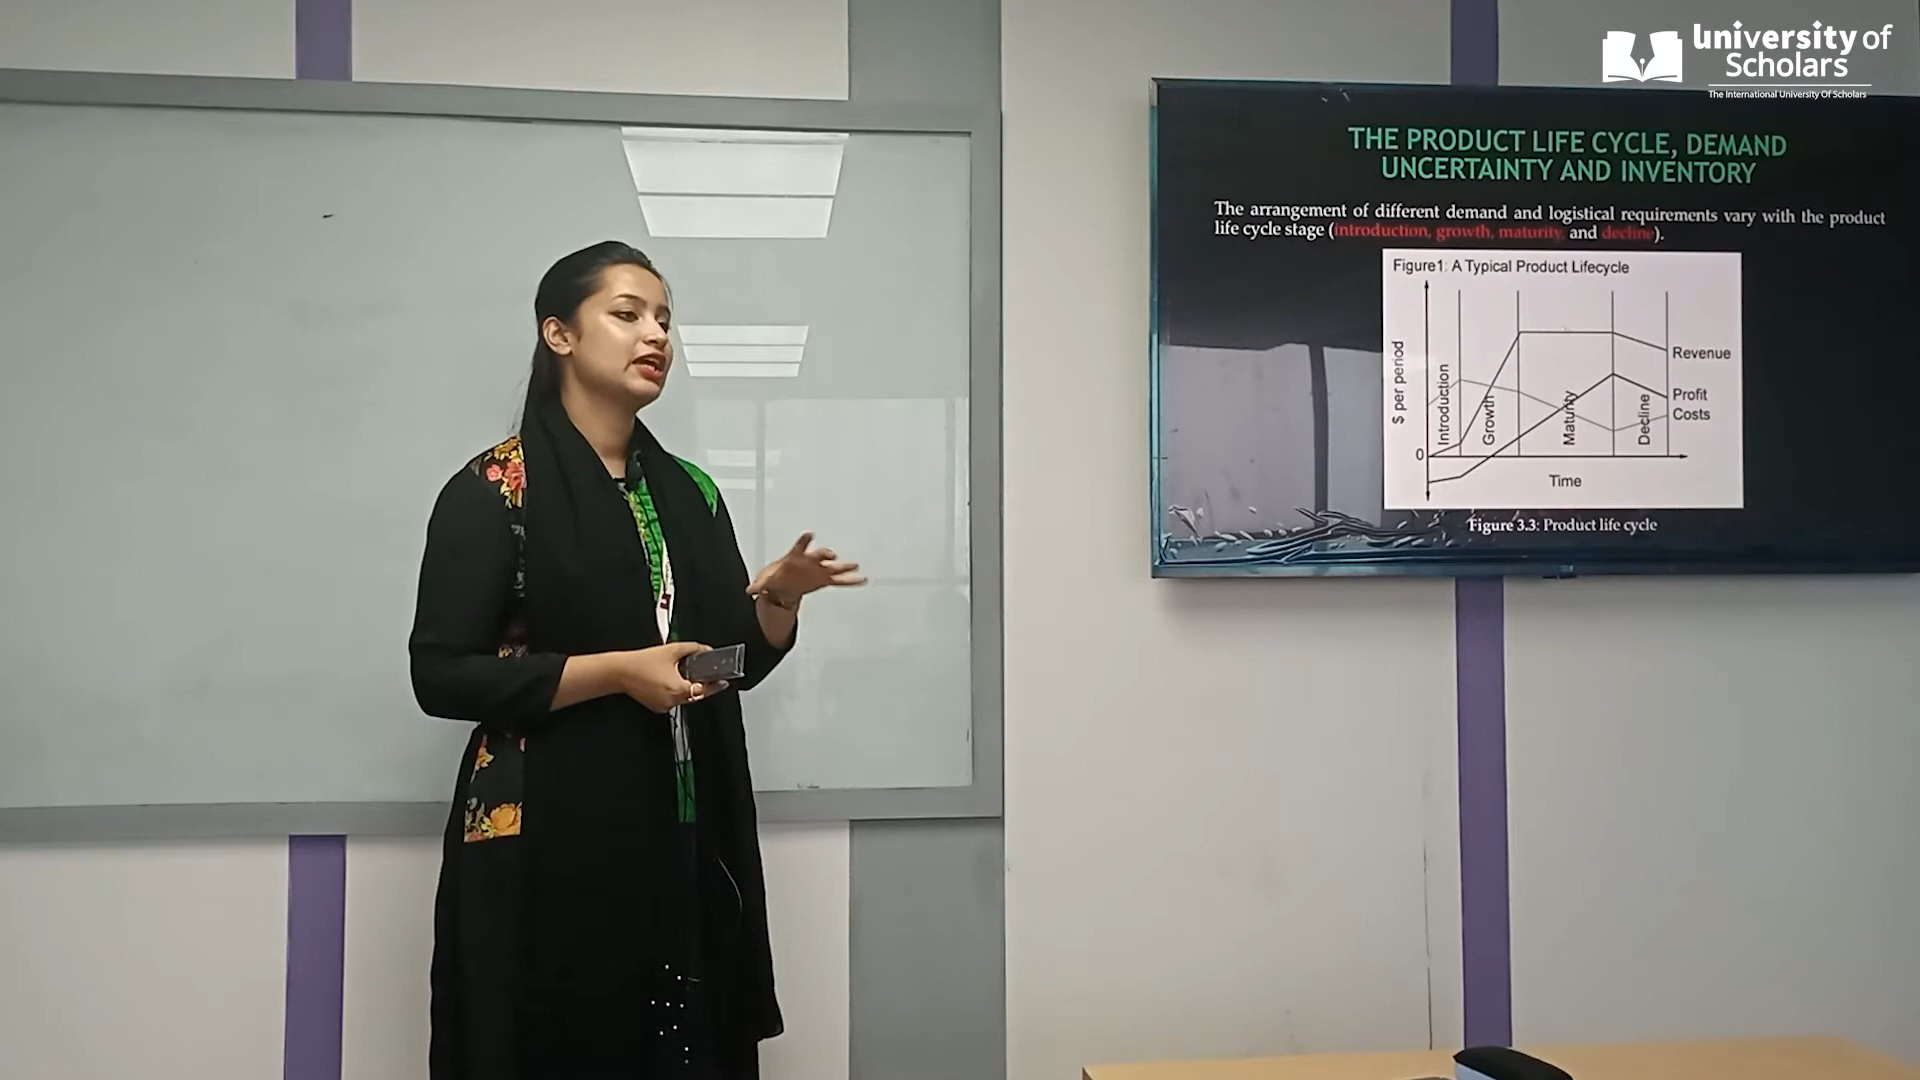 University of
Scholars
The International University Of Scholars
THE PRODUCT LIFE CYCLE, DEMAND
UNCERTAINTY AND INVENTORY
The arrangement of different demand and logistical requirements vary with the product
life cycle stage (introduction, growth, maturity, and decline).
Figure1: A Typical Product Lifecycle
$ per period
Introduction
Growth
Maturity
Decline
Revenue
Profit
Costs
0
Time
Figure 3.3: Product life cycle